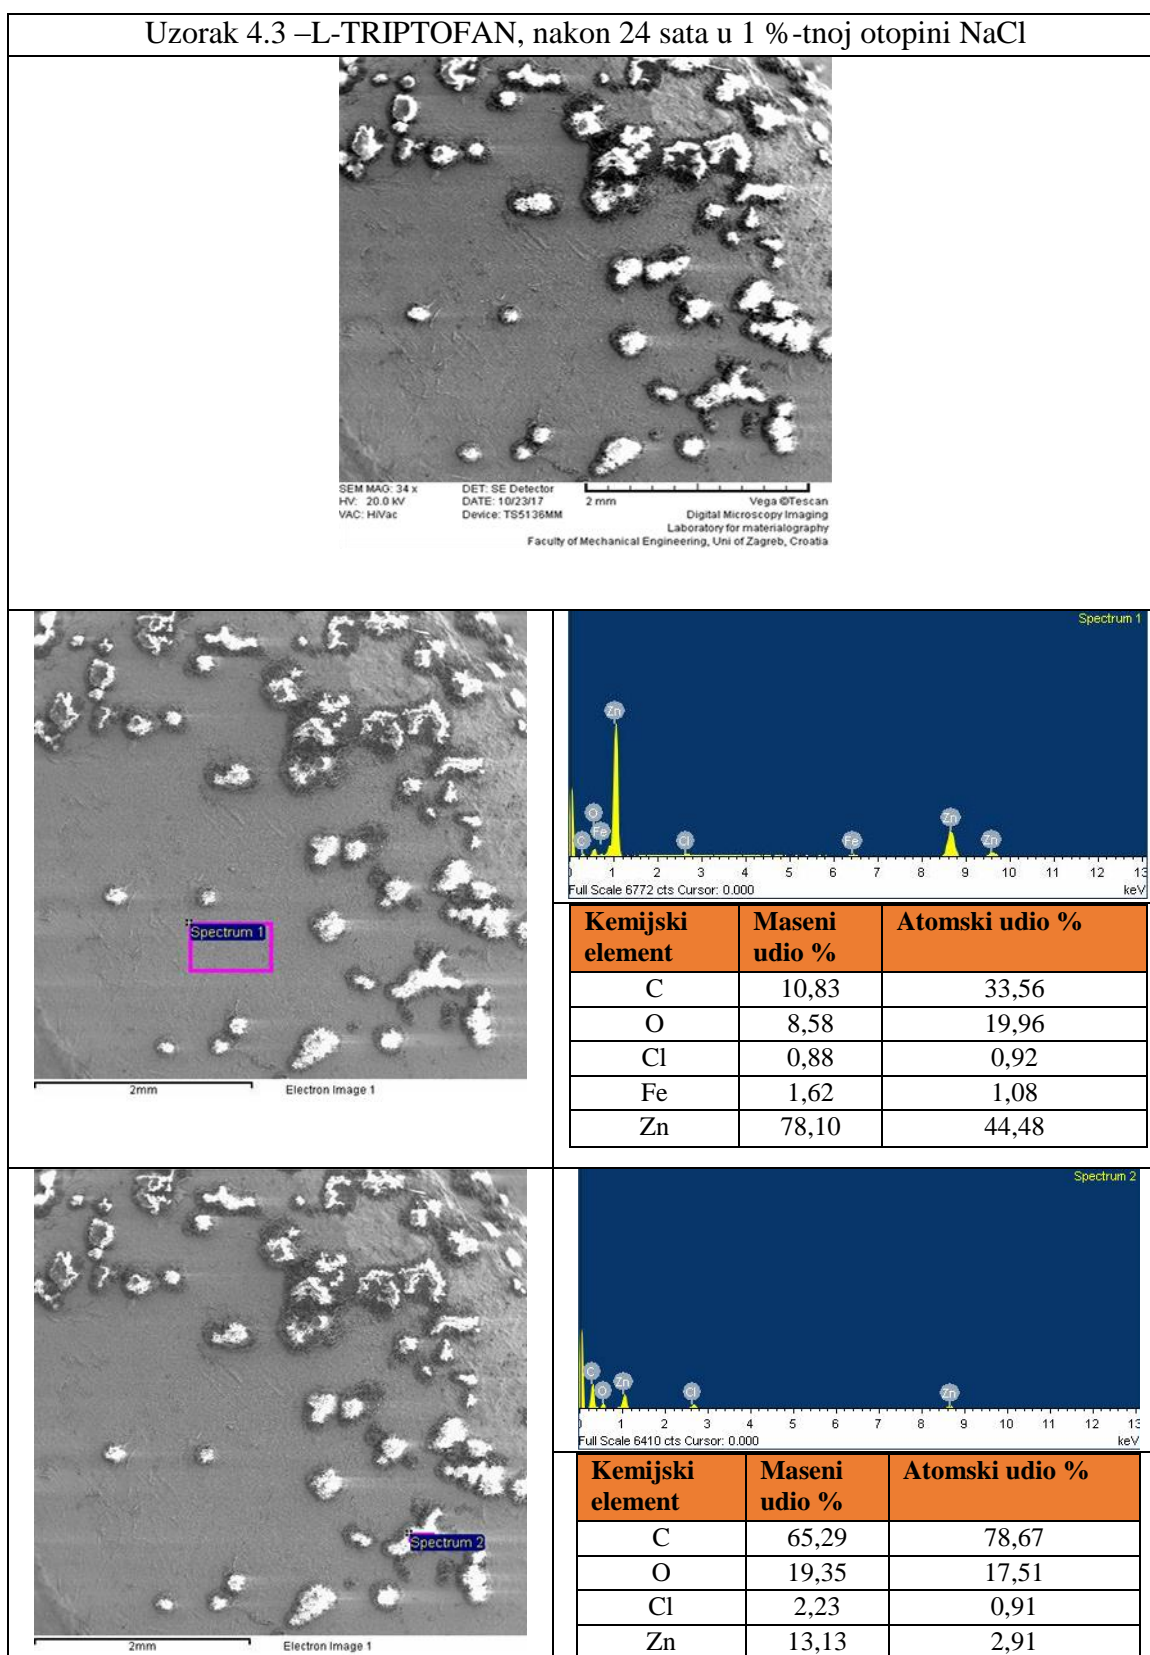 Uzorak 4.3 –L-TRIPTOFAN, nakon 24 sata u 1 %-tnoj otopini NaCl
SEM MAG: 34 x DET: SE Detector 2 mm
HV: 20.0 kV DATE: 10/23/17 Vega ©Tescan
VAC: HiVac Device: TS5136MM Digital Microscopy Imaging
Laboratory for materialography
Faculty of Mechanical Engineering, Uni of Zagreb, Croatia
Spectrum 1
2mm Electron Image 1
Spectrum 1
Zn
O Zn
C Fe Cl Fe Zn
1 2 3 4 5 6 7 8 9 10 11 12 13
Full Scale 6772 cts Cursor: 0.000 keV
Kemijski element Maseni udio % Atomski udio %
C 10,83 33,56
O 8,58 19,96
Cl 0,88 0,92
Fe 1,62 1,08
Zn 78,10 44,48
Spectrum 2
2mm Electron Image 1
Spectrum 2
C Zn
O Cl Zn
1 2 3 4 5 6 7 8 9 10 11 12 13
Full Scale 6410 cts Cursor: 0.000 keV
Kemijski element Maseni udio % Atomski udio %
C 65,29 78,67
O 19,35 17,51
Cl 2,23 0,91
Zn 13,13 2,91